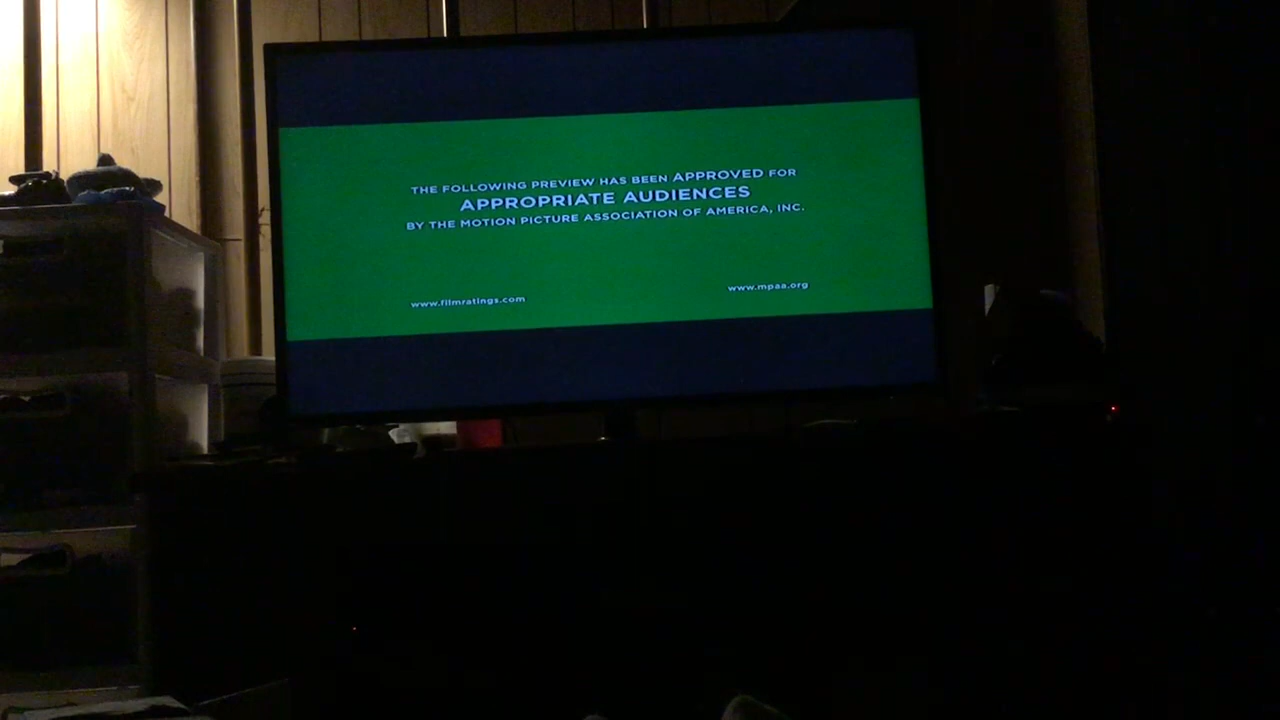 THE FOLLOWING PREVIEW HAS BEEN APPROVED FOR
APPROPRIATE AUDIENCES
BY THE MOTION PICTURE ASSOCIATION OF AMERICA, INC.
www.filmratings.com
www.mpaa.org